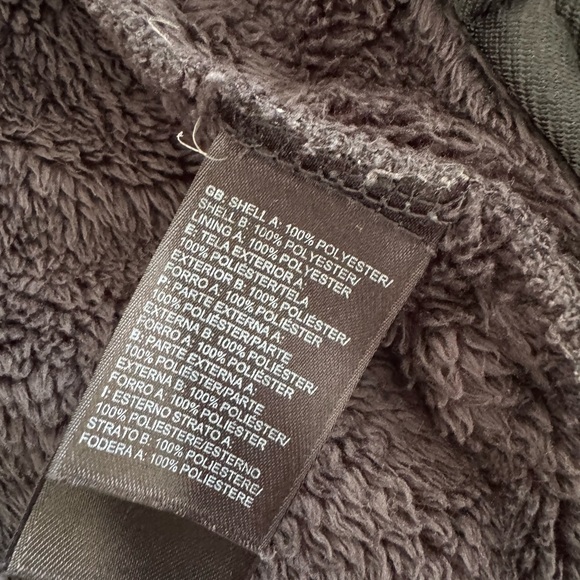 GB: SHELL A: 100% POLYESTER/
SHELL B: 100% POLYESTER/
LINING A: 100% POLYESTER
E: TELA EXTERIOR A:
100% POLIÉSTER/TELA
EXTERIOR B: 100% POLIÉSTER/
FORRO A: 100% POLIÉSTER
P: PARTE EXTERNA A:
100% POLIÉSTER/PARTE
EXTERNA B: 100% POLIÉSTER/
FORRO A: 100% POLIÉSTER
B: PARTE EXTERNA A:
100% POLIÉSTER/PARTE
EXTERNA B: 100% POLIÉSTER/
FORRO A: 100% POLIÉSTER
I: ESTERNO STRATO A:
100% POLIESTERE/ESTERNO
STRATO B: 100% POLIESTERE/
FODERA A: 100% POLIESTERE